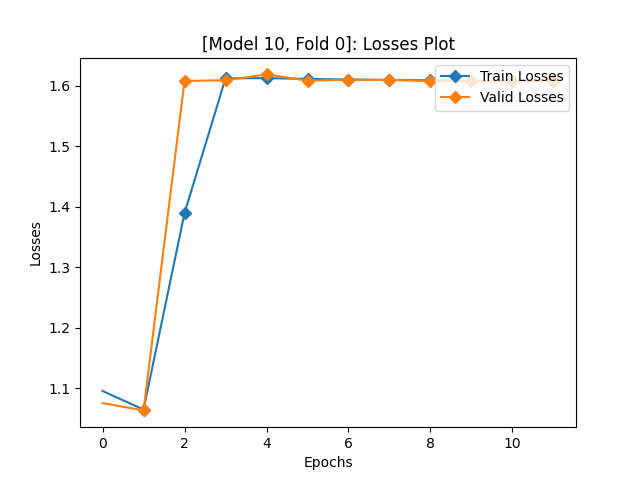 [Model 10, Fold 0]: Losses Plot
Train Losses
Valid Losses
Losses
1.6
1.5
1.4
1.3
1.2
1.1
0 2 4 6 8 10
Epochs